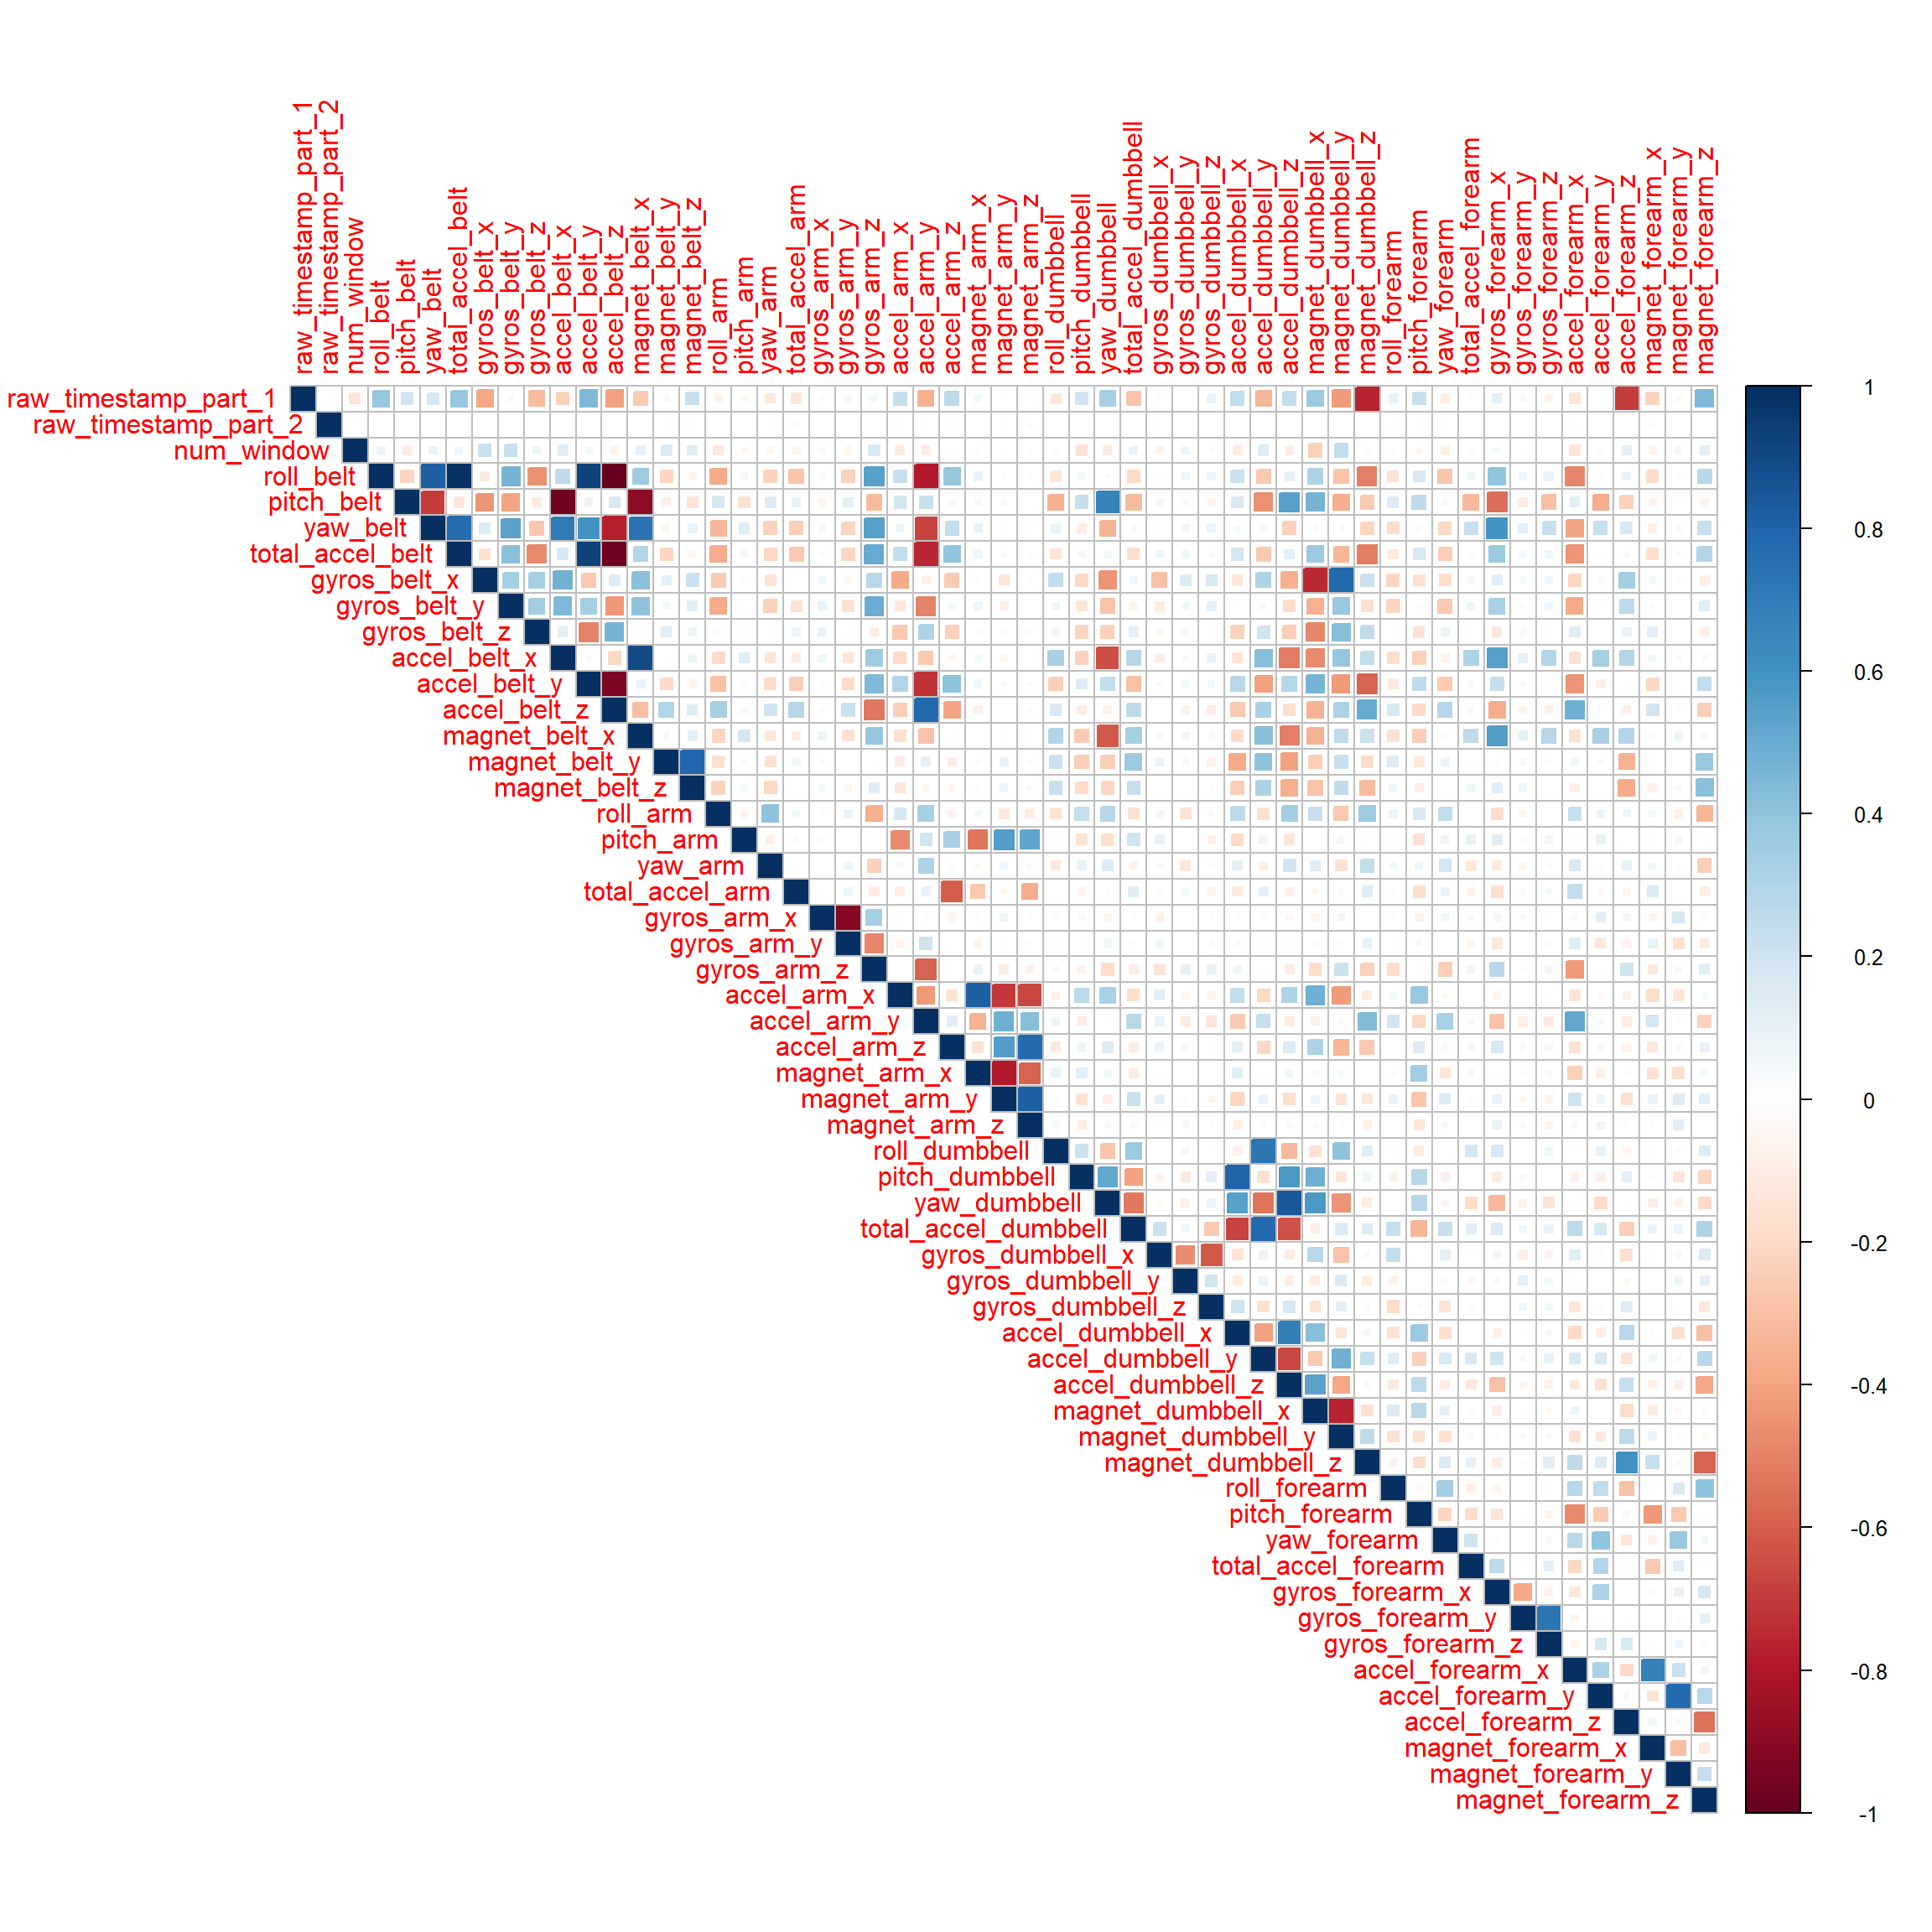 raw_timestamp_part_1
raw_timestamp_part_2
num_window
roll_belt
pitch_belt
yaw_belt
total_accel_belt
gyros_belt_x
gyros_belt_y
gyros_belt_z
accel_belt_x
accel_belt_y
accel_belt_z
magnet_belt_x
magnet_belt_y
magnet_belt_z
roll_arm
pitch_arm
yaw_arm
total_accel_arm
gyros_arm_x
gyros_arm_y
gyros_arm_z
accel_arm_x
accel_arm_y
accel_arm_z
magnet_arm_x
magnet_arm_y
magnet_arm_z
roll_dumbbell
pitch_dumbbell
yaw_dumbbell
total_accel_dumbbell
gyros_dumbbell_x
gyros_dumbbell_y
gyros_dumbbell_z
accel_dumbbell_x
accel_dumbbell_y
accel_dumbbell_z
magnet_dumbbell_x
magnet_dumbbell_y
magnet_dumbbell_z
roll_forearm
pitch_forearm
yaw_forearm
total_accel_forearm
gyros_forearm_x
gyros_forearm_y
gyros_forearm_z
accel_forearm_x
accel_forearm_y
accel_forearm_z
magnet_forearm_x
magnet_forearm_y
magnet_forearm_z
raw_timestamp_part_1
raw_timestamp_part_2
num_window
roll_belt
pitch_belt
yaw_belt
total_accel_belt
gyros_belt_x
gyros_belt_y
gyros_belt_z
accel_belt_x
accel_belt_y
accel_belt_z
magnet_belt_x
magnet_belt_y
magnet_belt_z
roll_arm
pitch_arm
yaw_arm
total_accel_arm
gyros_arm_x
gyros_arm_y
gyros_arm_z
accel_arm_x
accel_arm_y
accel_arm_z
magnet_arm_x
magnet_arm_y
magnet_arm_z
roll_dumbbell
pitch_dumbbell
yaw_dumbbell
total_accel_dumbbell
gyros_dumbbell_x
gyros_dumbbell_y
gyros_dumbbell_z
accel_dumbbell_x
accel_dumbbell_y
accel_dumbbell_z
magnet_dumbbell_x
magnet_dumbbell_y
magnet_dumbbell_z
roll_forearm
pitch_forearm
yaw_forearm
total_accel_forearm
gyros_forearm_x
gyros_forearm_y
gyros_forearm_z
accel_forearm_x
accel_forearm_y
accel_forearm_z
magnet_forearm_x
magnet_forearm_y
magnet_forearm_z
1
0.8
0.6
0.4
0.2
0
-0.2
-0.4
-0.6
-0.8
-1